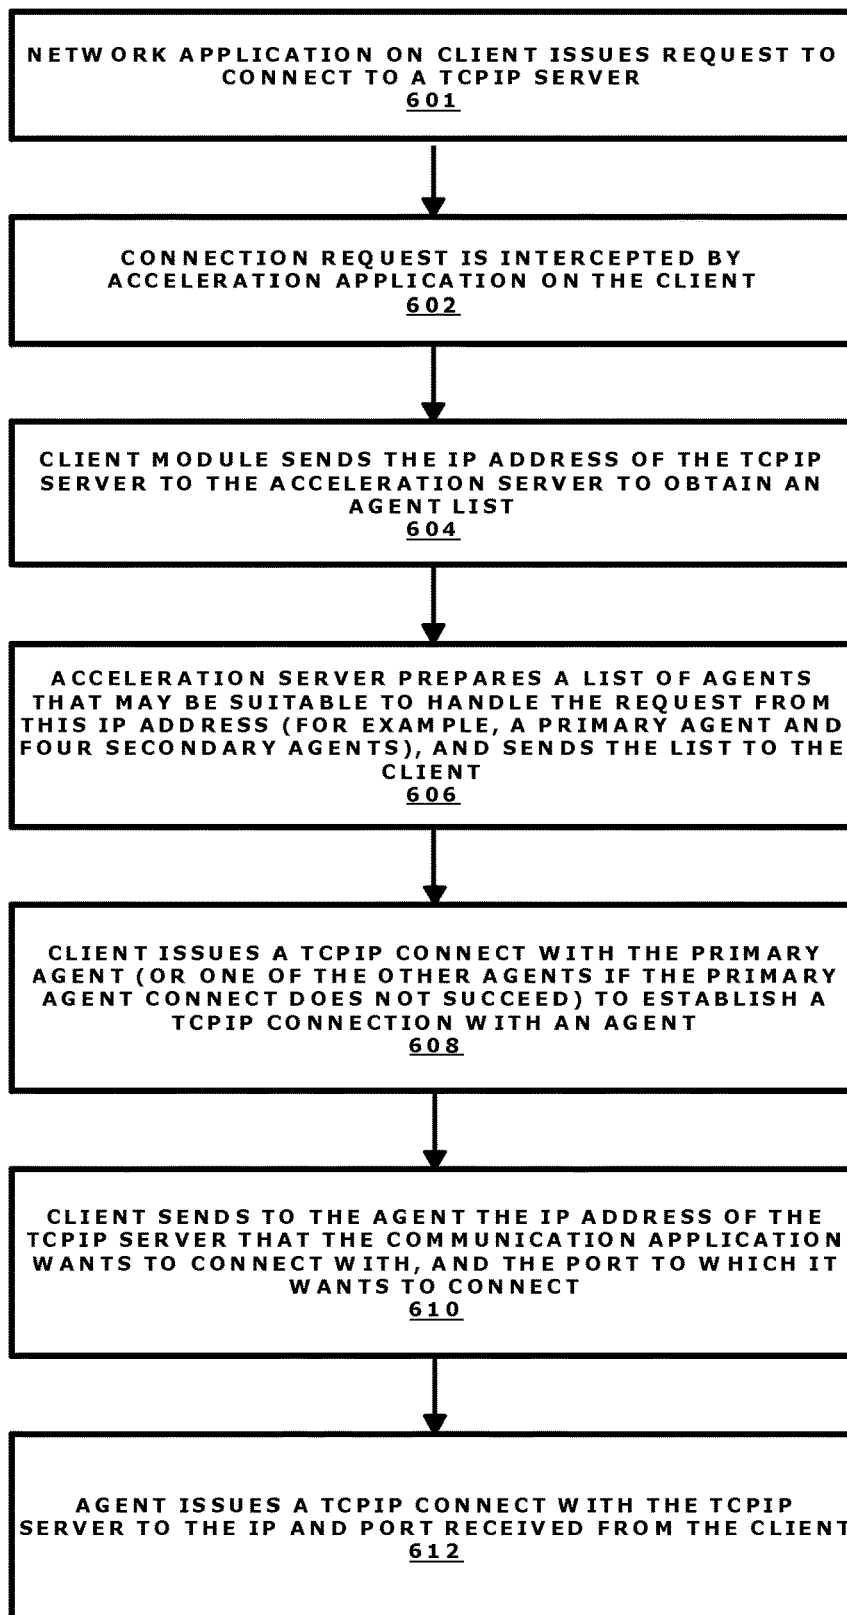 NETWORK APPLICATION ON CLIENT ISSUES REQUEST TO
CONNECT TO A TCPIP SERVER
601
CONNECTION REQUEST IS INTERCEPTED BY
ACCELERATION APPLICATION ON THE CLIENT
602
CLIENT MODULE SENDS THE IP ADDRESS OF THE TCPIP
SERVER TO THE ACCELERATION SERVER TO OBTAIN AN
AGENT LIST
604
ACCELERATION SERVER PREPARES A LIST OF AGENTS
THAT MAY BE SUITABLE TO HANDLE THE REQUEST FROM
THIS IP ADDRESS (FOR EXAMPLE, A PRIMARY AGENT AND
FOUR SECONDARY AGENTS), AND SENDS THE LIST TO THE
CLIENT
606
CLIENT ISSUES A TCPIP CONNECT WITH THE PRIMARY
AGENT (OR ONE OF THE OTHER AGENTS IF THE PRIMARY
AGENT CONNECT DOES NOT SUCCEED) TO ESTABLISH A
TCPIP CONNECTION WITH AN AGENT
608
CLIENT SENDS TO THE AGENT THE IP ADDRESS OF THE
TCPIP SERVER THAT THE COMMUNICATION APPLICATION
WANTS TO CONNECT WITH, AND THE PORT TO WHICH IT
WANTS TO CONNECT
610
AGENT ISSUES A TCPIP CONNECT WITH THE TCPIP
SERVER TO THE IP AND PORT RECEIVED FROM THE CLIENT
612